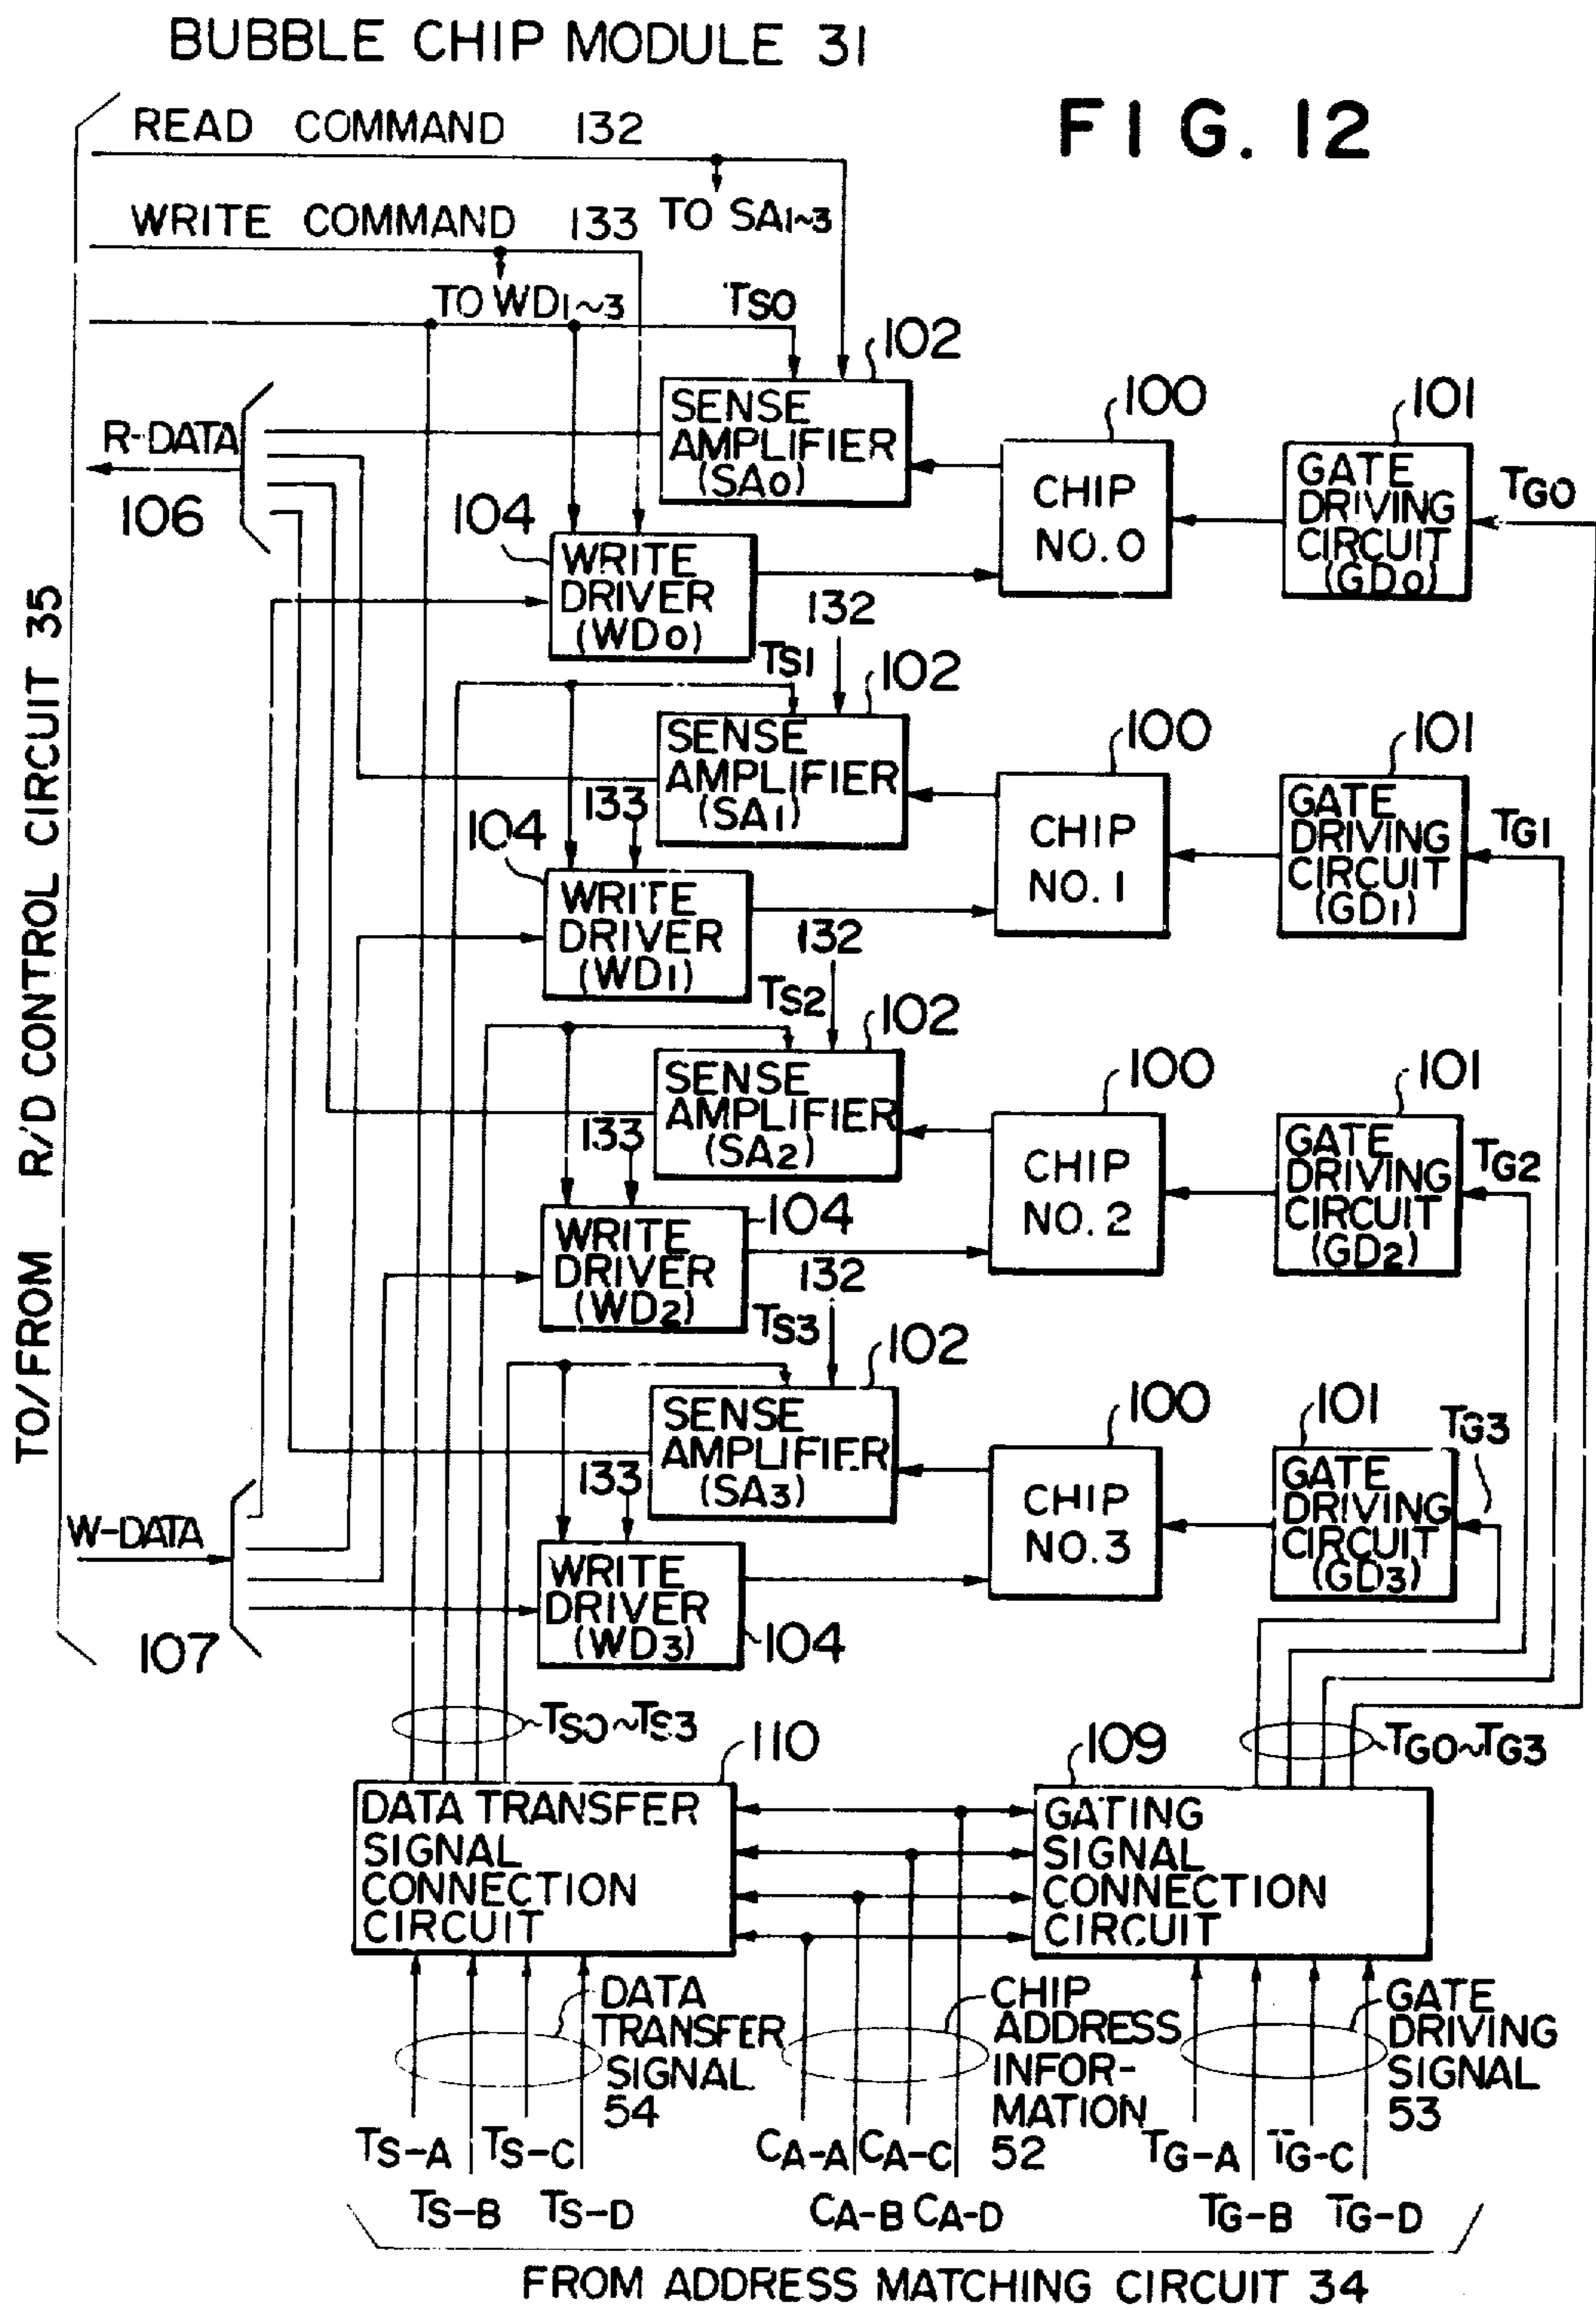 BUBBLE CHIP MODULE 31
FIG. 12
READ COMMAND 132
TO SA1~3
WRITE COMMAND 133
TO WD1~3
TS0
102
SENSE
AMPLIFIER
(SA0)
100
CHIP
NO. 0
101
GATE
DRIVING
CIRCUIT
(GD0)
TG0
R-DATA
106
104
WRITE
DRIVER
(WD0)
132
TS1
102
SENSE
AMPLIFIER
(SA1)
100
CHIP
NO. 1
101
GATE
DRIVING
CIRCUIT
(GD1)
TG1
133
104
WRITE
DRIVER
(WD1)
132
TS2
102
SENSE
AMPLIFIER
(SA2)
100
CHIP
NO. 2
101
GATE
DRIVING
CIRCUIT
(GD2)
TG2
133
104
WRITE
DRIVER
(WD2)
132
TS3
102
SENSE
AMPLIFIER
(SA3)
100
CHIP
NO. 3
101
GATE
DRIVING
CIRCUIT
(GD3)
TG3
133
WRITE
DRIVER
(WD3)
104
W-DATA
107
TO/FROM R/D CONTROL CIRCUIT 35
TS0~TS3
110
DATA TRANSFER
SIGNAL
CONNECTION
CIRCUIT
109
GATING
SIGNAL
CONNECTION
CIRCUIT
TG0~TG3
DATA
TRANSFER
SIGNAL
54
CHIP
ADDRESS
INFOR-
MATION
52
GATE
DRIVING
SIGNAL
53
TS-A TS-C
TS-B TS-D
CA-A CA-C
CA-B CA-D
TG-A TG-C
TG-B TG-D
FROM ADDRESS MATCHING CIRCUIT 34